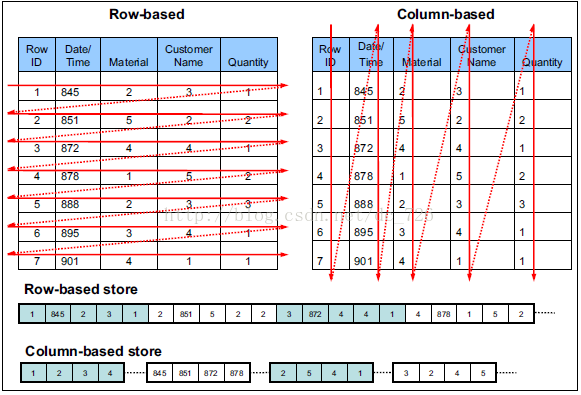 Row-based Column-based
Row ID Date/ Time Material Customer Name Quantity
1 845 2 3 1
2 851 5 2 2
3 872 4 4 1
4 878 1 5 2
5 888 2 3 3
6 895 3 4 1
7 901 4 1 1
Row ID Date/ Time Material Customer Name Quantity
1 845 2 3 1
2 851 5 2 2
3 872 4 4 1
4 878 1 5 2
5 888 2 3 3
6 895 3 4 1
7 901 4 1 1
Row-based store
1 845 2 3 1 2 851 5 2 2 3 872 4 4 1 4 878 1 5 2
Column-based store
1 2 3 4 845 851 872 878 2 5 4 1 3 2 4 5